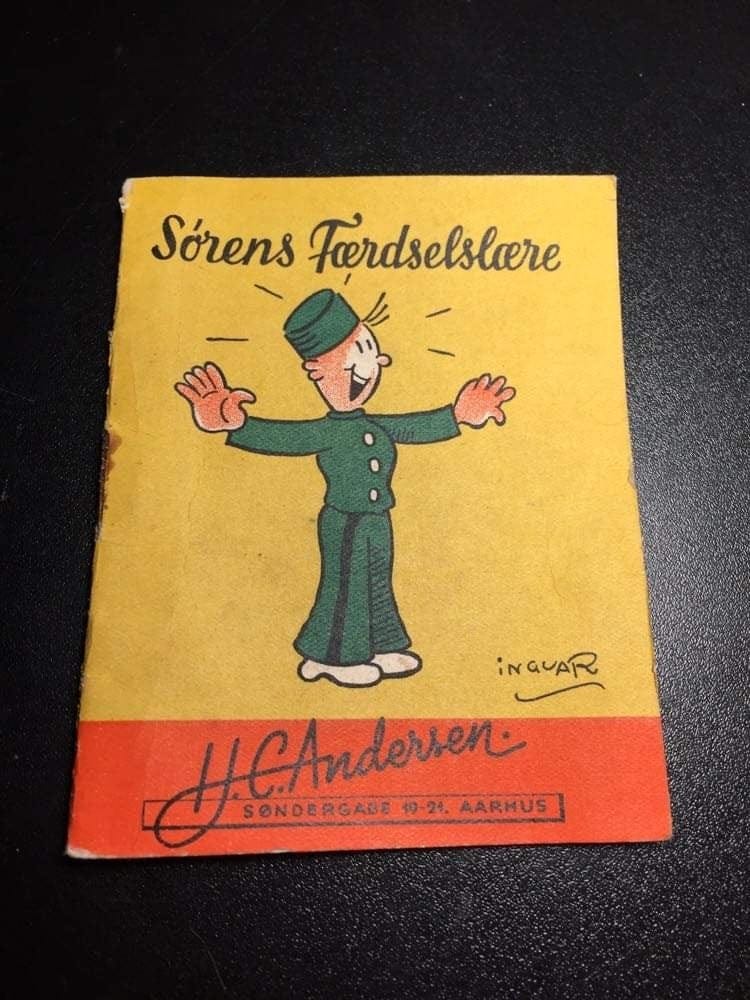 Sørens Færdselslære
INGVAR
H.C. Andersen.
SØNDERGADE 19-21. AARHUS